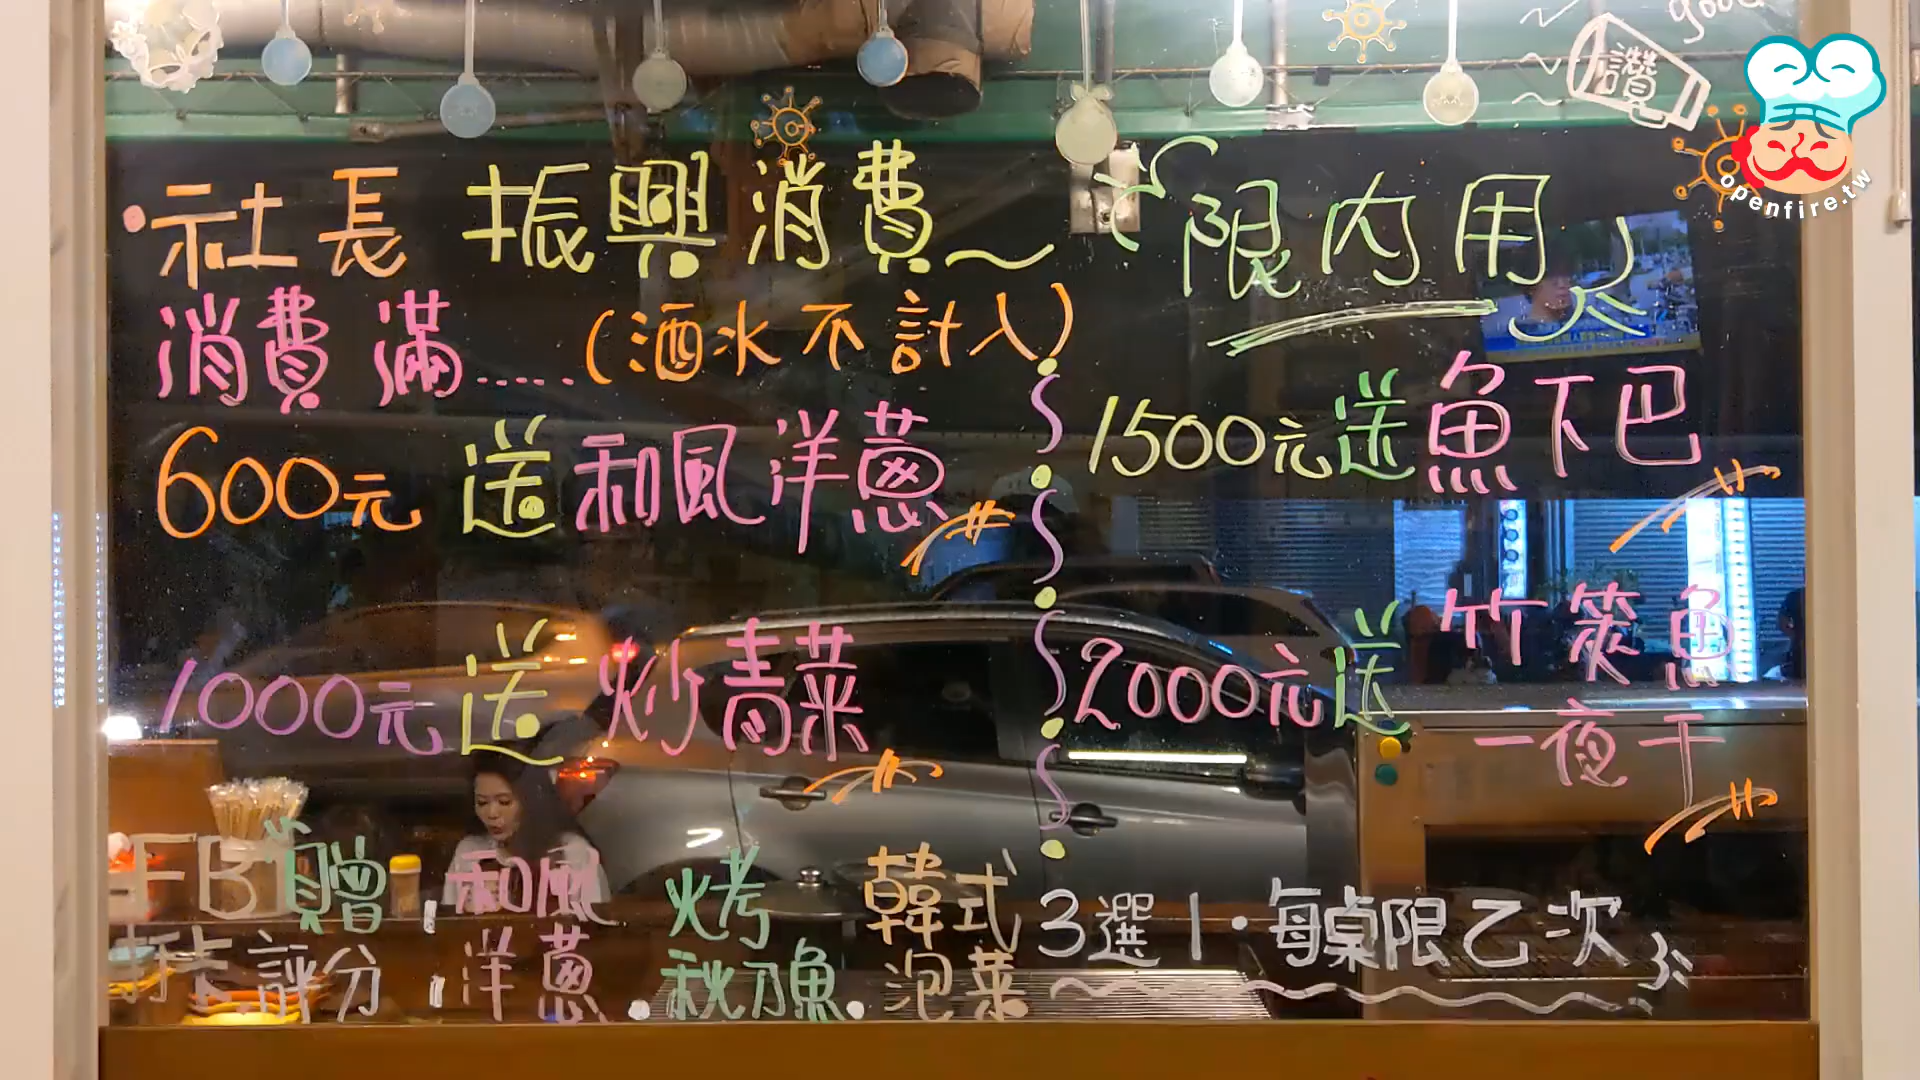 good
讚
openfire.tw
社長 振興消費~ 限內用
消費滿.....(酒水不計入)
600元 送 和風洋蔥
1000元 送 炒青菜
1500元送魚下巴
2000元送竹筴魚
一夜干
FB贈:和風 烤 韓式
打卡評分 洋蔥.秋刀魚.泡菜
3選1.每桌限乙次